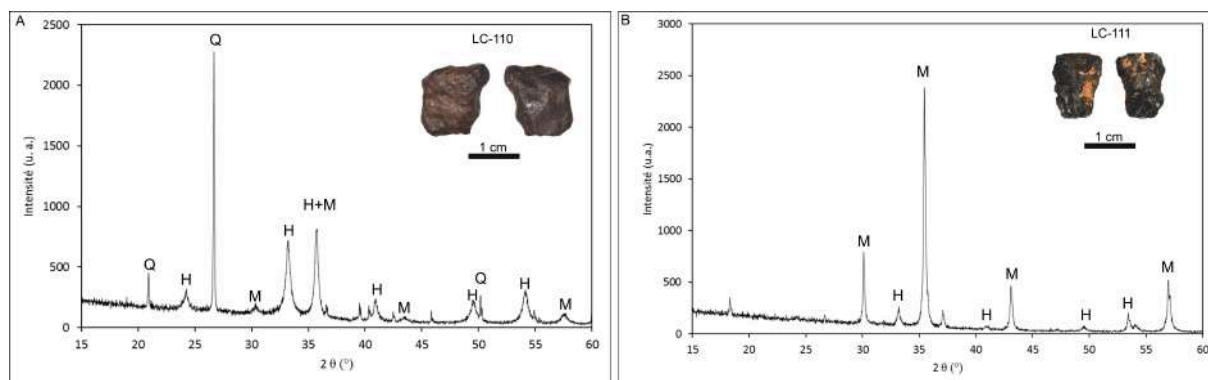 A
LC-110
1 cm
Intensité (u. a.)
2500
2000
1500
1000
500
0
15 20 25 30 35 40 45 50 55 60
2 θ (°)
Q
H
Q
M
H
H+M
H
M
H
Q
H
M
B
LC-111
1 cm
Intensité (u.a.)
3000
2500
2000
1500
1000
500
0
15 20 25 30 35 40 45 50 55 60
2 θ (°)
M
H
M
H
M
H
H
M